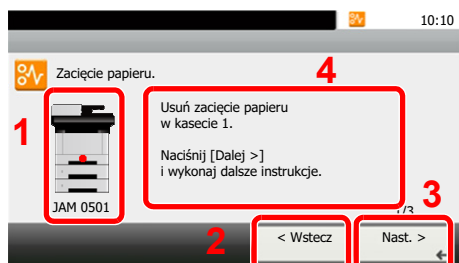 10:10
Zacięcie papieru.
4
1
Usuń zacięcie papieru
w kasecie 1.
Naciśnij [Dalej >]
i wykonaj dalsze instrukcje.
JAM 0501
3
1/3
2
< Wstecz
Nast. >